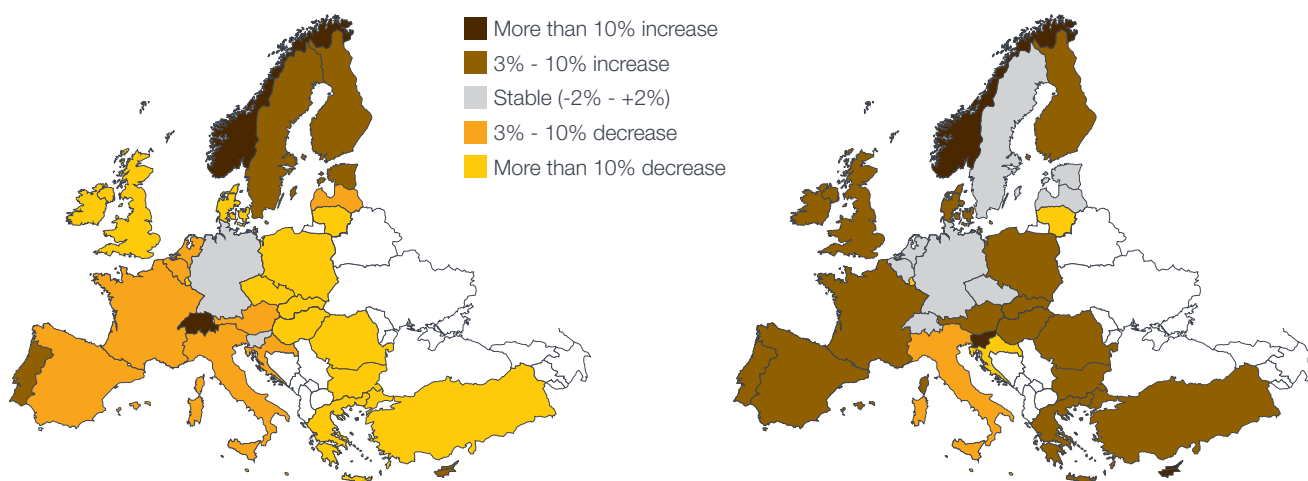 More than 10% increase
3% - 10% increase
Stable (-2% - +2%)
3% - 10% decrease
More than 10% decrease